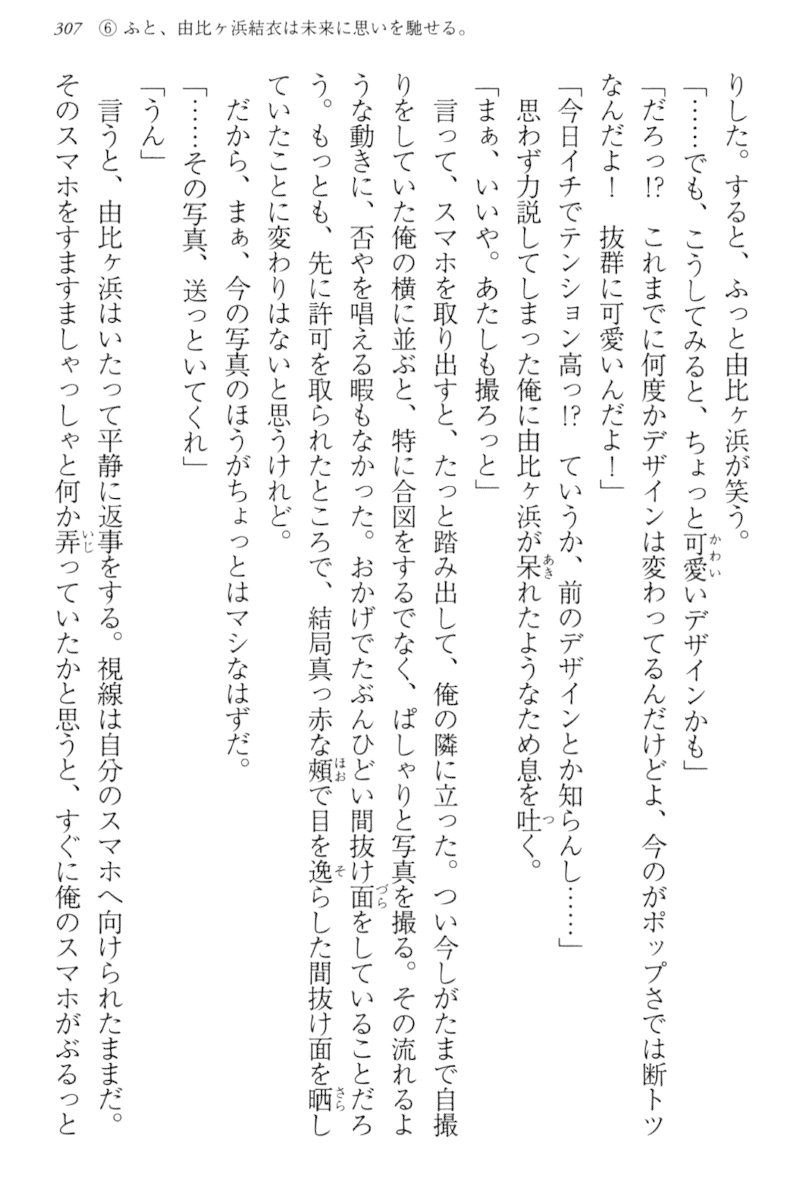 307 ⑥ ふと、由比ヶ浜結衣は未来に思いを馳せる。
りした。すると、ふっと由比ヶ浜が笑う。
「……でも、こうしてみると、ちょっと可愛いデザインかも」
「だろっ!? これまでに何度かデザインは変わってるんだけどよ、今のがポップさでは断トツ
なんだよ! 抜群に可愛いんだよ!」
「今日イチでテンション高っ!? ていうか、前のデザインとか知らんし……」
思わず力説してしまった俺に由比ヶ浜が呆れたようなため息を吐く。
「まぁ、いいや。あたしも撮ろっと」
言って、スマホを取り出すと、たっと踏み出して、俺の隣に立った。つい今しがたまで自撮
りをしていた俺の横に並ぶと、特に合図をするでなく、ぱしゃりと写真を撮る。その流れるよ
うな動きに、否やを唱える暇もなかった。おかげでたぶんひどい間抜け面をしていることだろ
う。もっとも、先に許可を取られたところで、結局真っ赤な頰で目を逸らした間抜け面を晒し
ていたことに変わりはないと思うけれど。
だから、まぁ、今の写真のほうがちょっとはマシなはずだ。
「……その写真、送っといてくれ」
「うん」
言うと、由比ヶ浜はいたって平静に返事をする。視線は自分のスマホへ向けられたままだ。
そのスマホをすますましゃっしゃと何か弄っていたかと思うと、すぐに俺のスマホがぶるっと